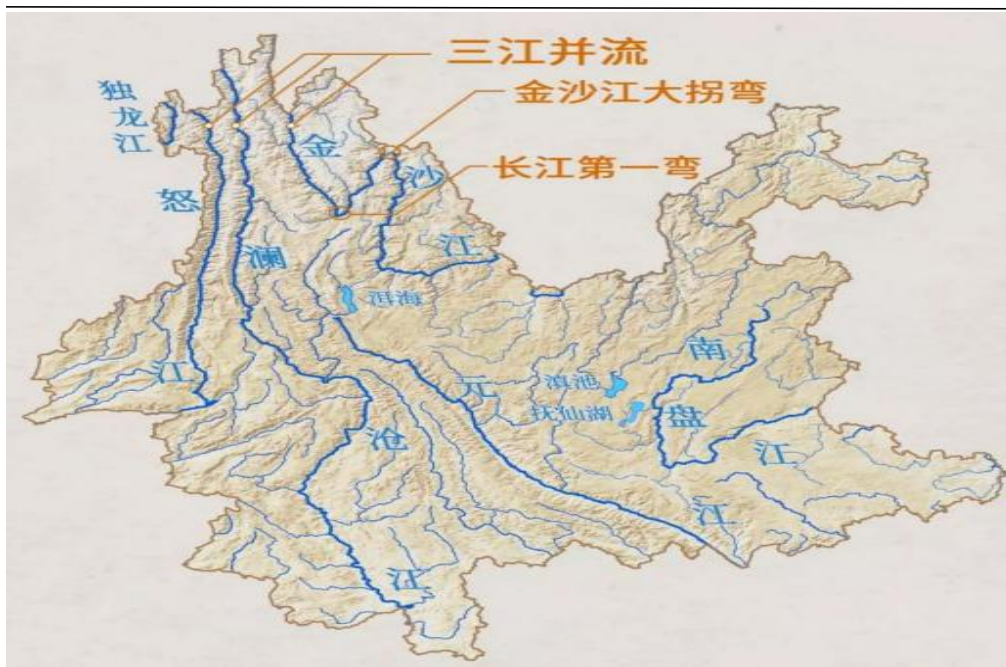 三江并流
金沙江大拐弯
长江第一弯
独龙江
怒江
澜沧江
金沙江
洱海
元江
滇池
抚仙湖
南盘江